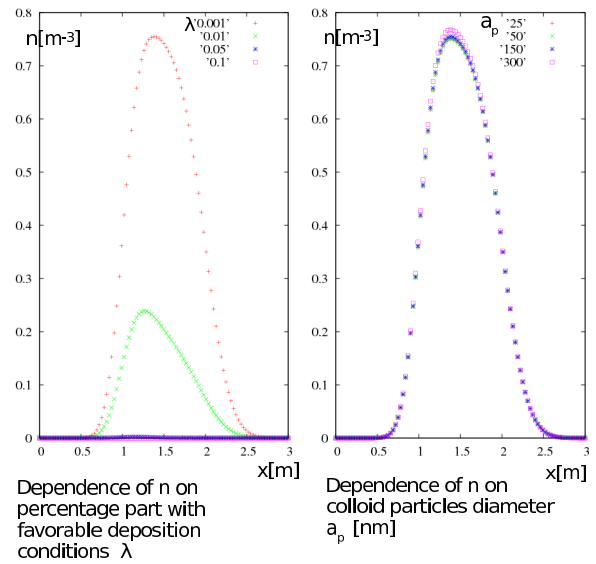 λ '0.001'
'0.01'
'0.05'
'0.1'
n[m-3]
0.8
0.7
0.6
0.5
0.4
0.3
0.2
0.1
0
0 0.5 1 1.5 2 2.5 3
x[m]
Dependence of n on
percentage part with
favorable deposition
conditions λ
a_p '25'
'50'
'150'
'300'
n[m-3]
0.8
0.7
0.6
0.5
0.4
0.3
0.2
0.1
0
0 0.5 1 1.5 2 2.5 3
x[m]
Dependence of n on
colloid particles diameter
a_p [nm]